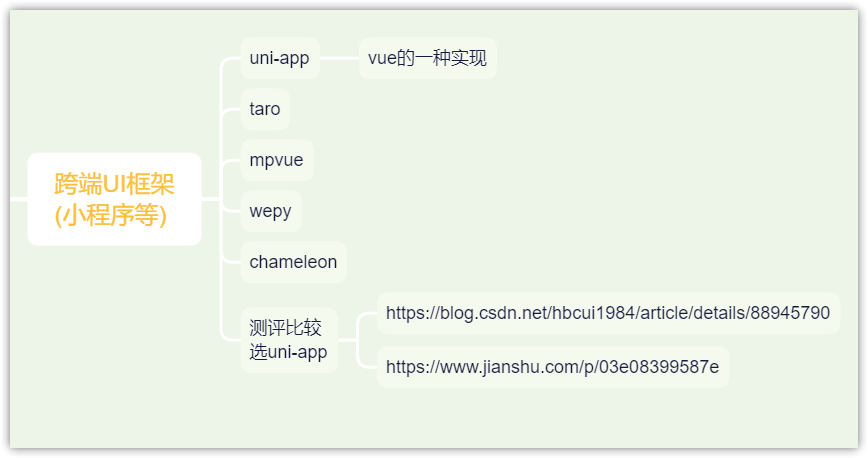 uni-app
vue的一种实现
taro
mpvue
跨端UI框架
(小程序等)
wepy
chameleon
测评比较
选uni-app
https://blog.csdn.net/hbcui1984/article/details/88945790
https://www.jianshu.com/p/03e08399587e